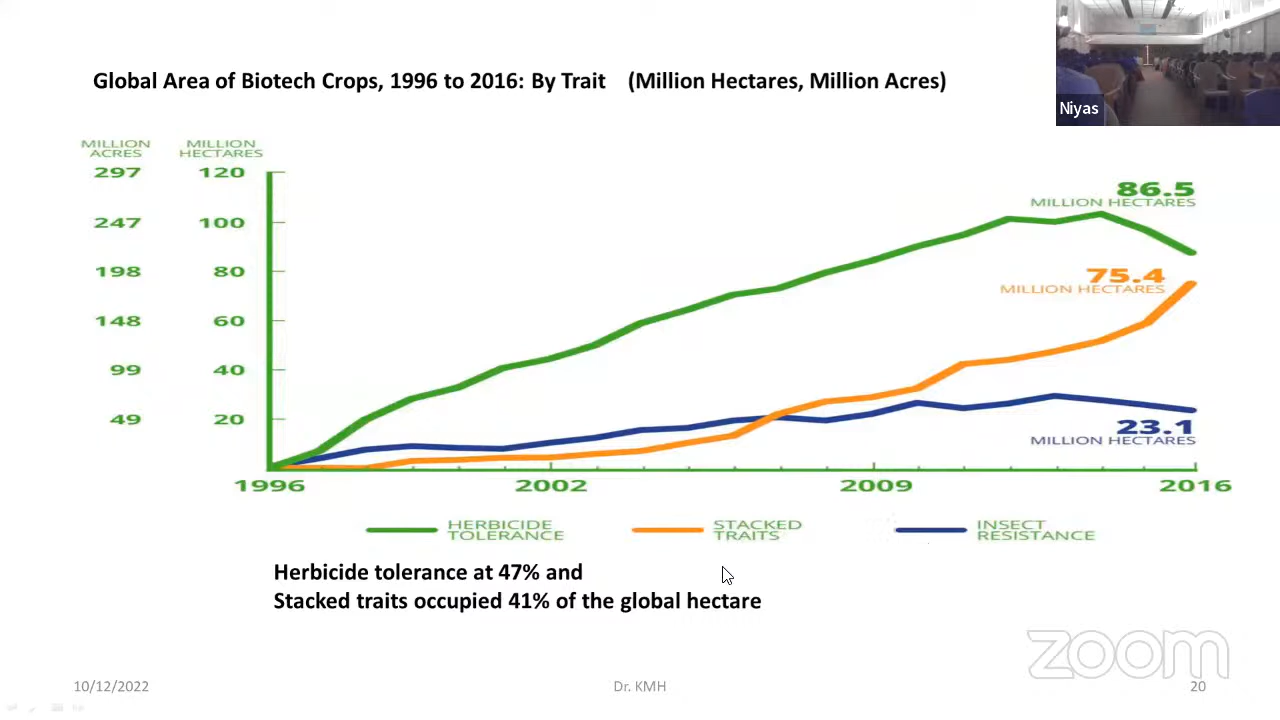 Niyas
Global Area of Biotech Crops, 1996 to 2016: By Trait (Million Hectares, Million Acres)
MILLION ACRES
MILLION HECTARES
297 120
247 100
198 80
148 60
99 40
49 20
86.5
MILLION HECTARES
75.4
MILLION HECTARES
23.1
MILLION HECTARES
1996 2002 2009 2016
HERBICIDE
TOLERANCE
STACKED
TRAITS
INSECT
RESISTANCE
Herbicide tolerance at 47% and
Stacked traits occupied 41% of the global hectare
zoom
10/12/2022 Dr. KMH 20